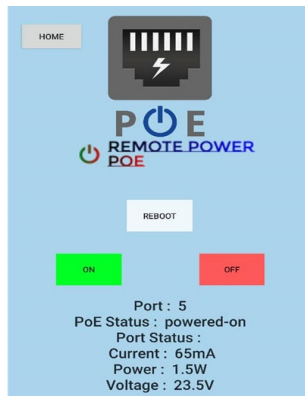 HOME
POE
REMOTE POWER
POE
REBOOT
ON
OFF
Port : 5
PoE Status : powered-on
Port Status :
Current : 65mA
Power : 1.5W
Voltage : 23.5V